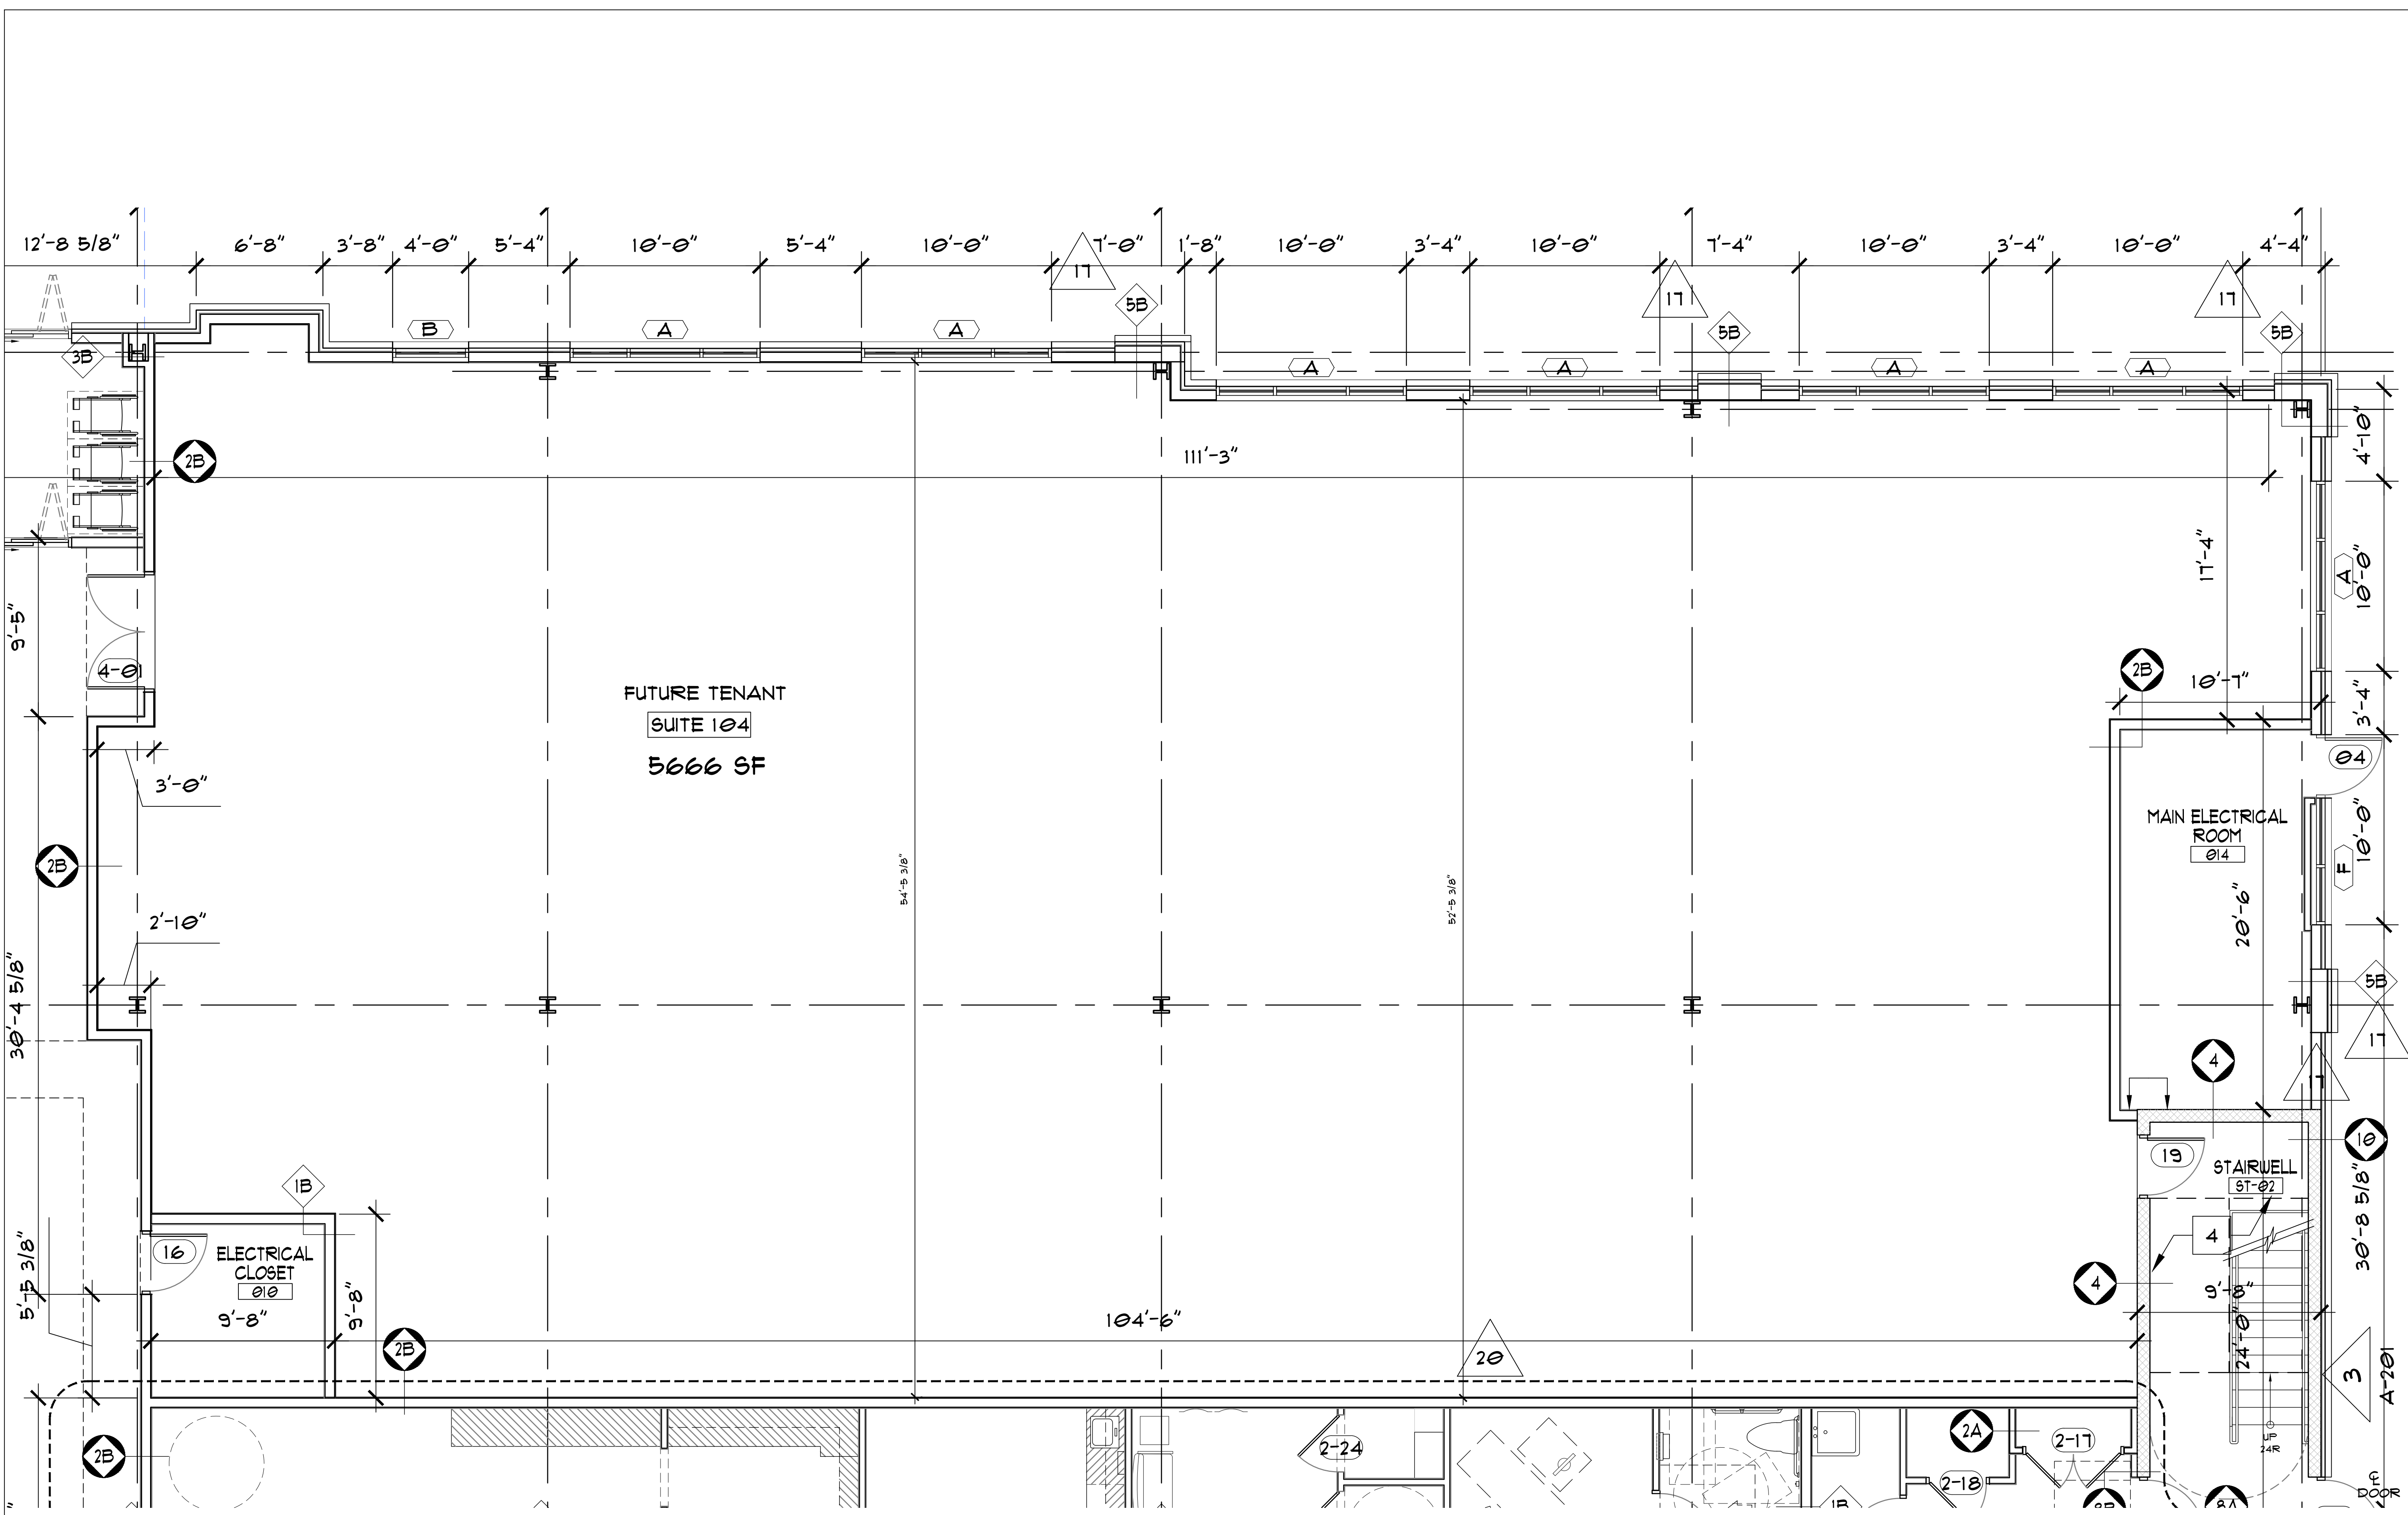 12'-8 5/8" 6'-8" 3'-8" 4'-0" 5'-4" 10'-0" 5'-4" 10'-0" 7'-0" 1'-8" 10'-0" 3'-4" 10'-0" 7'-4" 10'-0" 3'-4" 10'-0" 4'-4"
17 17 17
5B 5B 5B
B A A
3B
A A A A
4'-10"
2B
111'-3"
17'-4"
A
10'-0"
9'-5"
4-01
2B
10'-7"
3'-4"
FUTURE TENANT
SUITE 104
5666 SF
04
3'-0"
MAIN ELECTRICAL
ROOM
014
10'-0"
F
2B
54'-5 3/8"
52'-5 3/8"
20'-6"
2'-10"
30'-4 5/8"
5B
17
4
17
19
10
STAIRWELL
ST-02
1B
30'-8 5/8"
4
16
ELECTRICAL
CLOSET
010
5'-5 3/8"
9'-8"
9'-8"
4
9'-8"
104'-6"
24'-0"
2B
20
3
A-201
2B
2-24
2A
2-17
UP
24R
2-18
1B
8B
8A
DOOR